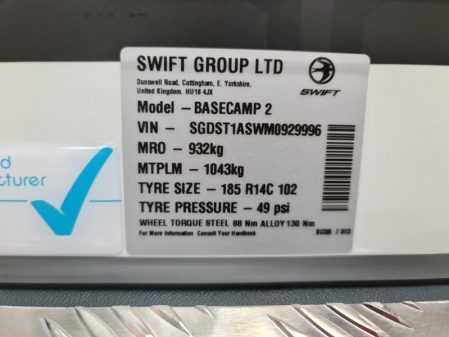 SWIFT GROUP LTD
Dunswell Road, Cottingham, E. Yorkshire,
United Kingdom. HU16 4JX
SWIFT
Model - BASECAMP 2
VIN - SGDST1ASWM0929996
MRO - 932kg
MTPLM - 1043kg
TYRE SIZE - 185 R14C 102
TYRE PRESSURE - 49 psi
WHEEL TORQUE STEEL 88 Nm ALLOY 130 Nm
For More Information Consult Your Handbook